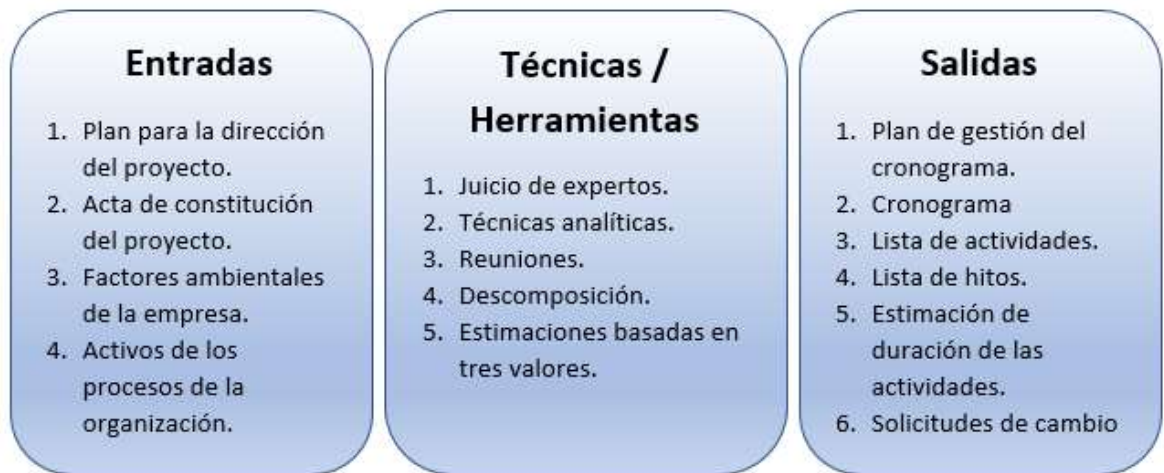 Entradas
1. Plan para la dirección
del proyecto.
2. Acta de constitución
del proyecto.
3. Factores ambientales
de la empresa.
4. Activos de los
procesos de la
organización.
Técnicas /
Herramientas
1. Juicio de expertos.
2. Técnicas analíticas.
3. Reuniones.
4. Descomposición.
5. Estimaciones basadas en
tres valores.
Salidas
1. Plan de gestión del
cronograma.
2. Cronograma
3. Lista de actividades.
4. Lista de hitos.
5. Estimación de
duración de las
actividades.
6. Solicitudes de cambio